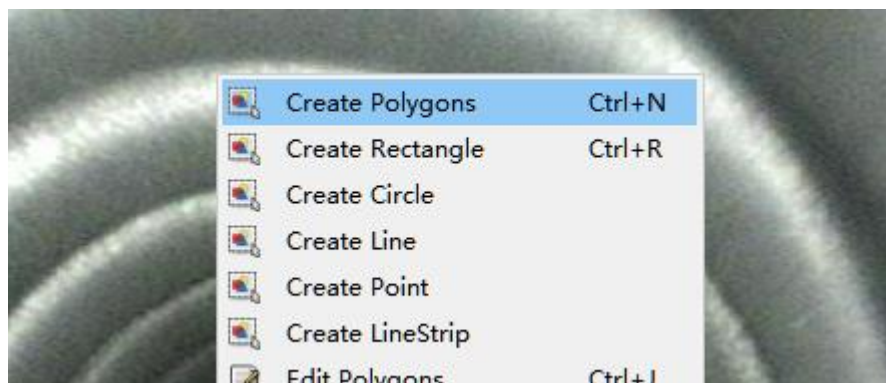 Create Polygons Ctrl+N
Create Rectangle Ctrl+R
Create Circle
Create Line
Create Point
Create LineStrip
Edit Polygons Ctrl+J